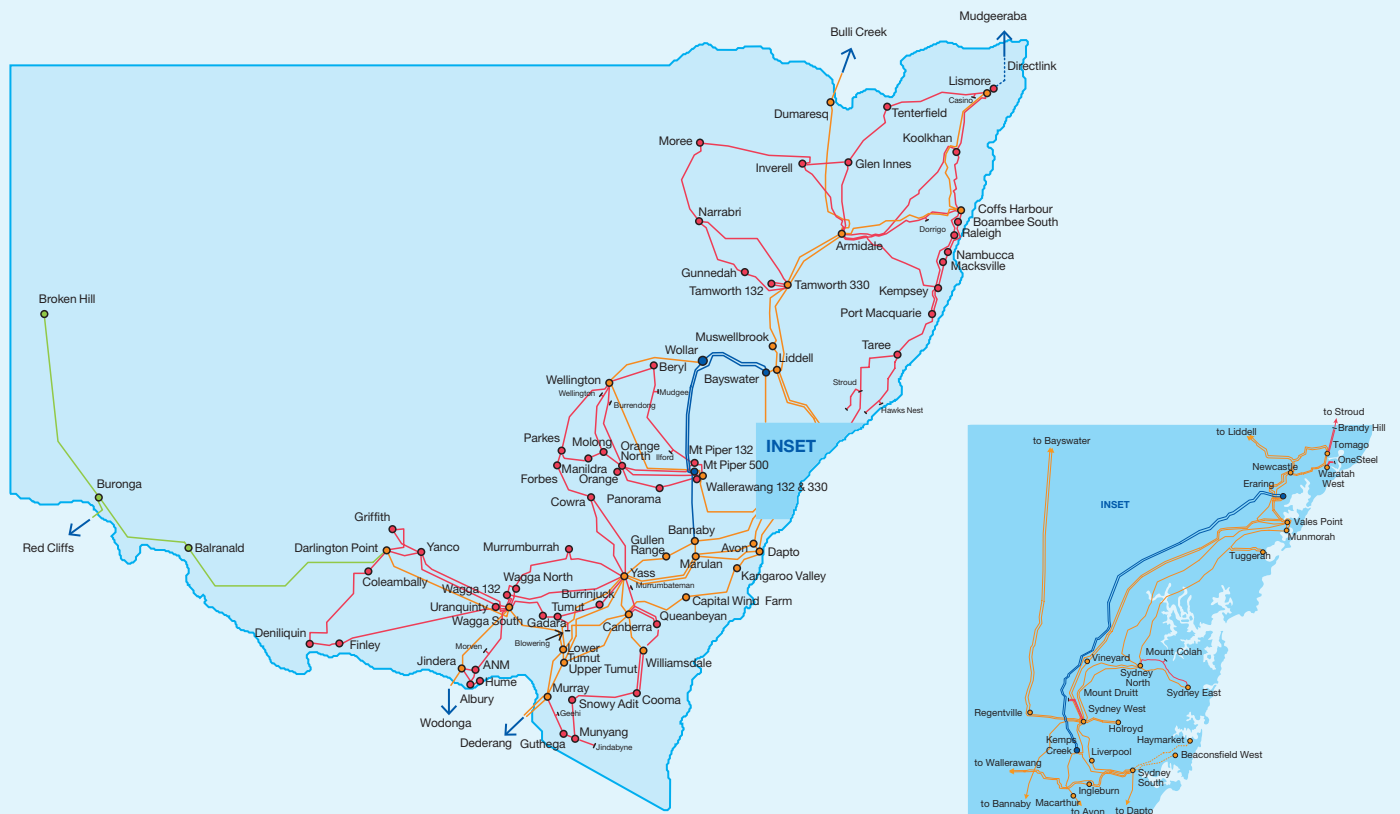 Mudgeeraba
Bulli Creek
Directlink
Lismore
Casino
Dumaresq
Tenterfield
Koolkhan
Moree
Inverell
Glen Innes
Narrabri
Coffs Harbour
Boambee South
Dorrigo
Raleigh
Armidale
Nambucca
Macksville
Gunnedah
Tamworth 132
Tamworth 330
Kempsey
Broken Hill
Port Macquarie
Muswellbrook
Taree
Wollar
Liddell
Beryl
Bayswater
Wellington
Stroud
Wellington
Mudgee
Burrendong
Hawks Nest
Parkes
Molong
Orange
North
Ilford
Mt Piper 132
INSET
Mt Piper 500
Manildra
Orange
Forbes
Panorama
Wallerawang 132 & 330
Cowra
Buronga
Griffith
Bannaby
Red Cliffs
Balranald
Darlington Point
Yanco
Murrumburrah
Gullen
Range
Avon
Dapto
Marulan
Coleambally
Wagga North
Yass
Kangaroo Valley
Wagga 132
Murrumbateman
Burrinjuck
Uranquinty
Tumut
Capital Wind Farm
Wagga South
Gadara
Canberra
Queanbeyan
Deniliquin
Finley
Blowering
Morven
Lower
Tumut
Williamsdale
Jindera
ANM
Upper Tumut
Hume
Albury
Murray
Snowy Adit
Cooma
Geehi
Wodonga
Dederang
Guthega
Munyang
Jindabyne
to Stroud
Brandy Hill
to Liddell
to Bayswater
Tomago
OneSteel
Newcastle
Waratah
West
Eraring
INSET
Vales Point
Munmorah
Tuggerah
Vineyard
Mount Colah
Sydney
North
Sydney East
Mount Druitt
Regentville
Sydney West
Holroyd
Kemps
Creek
Haymarket
Liverpool
Beaconsfield West
to Wallerawang
Sydney
South
Ingleburn
to Bannaby
Macarthur
to Avon
to Dapto